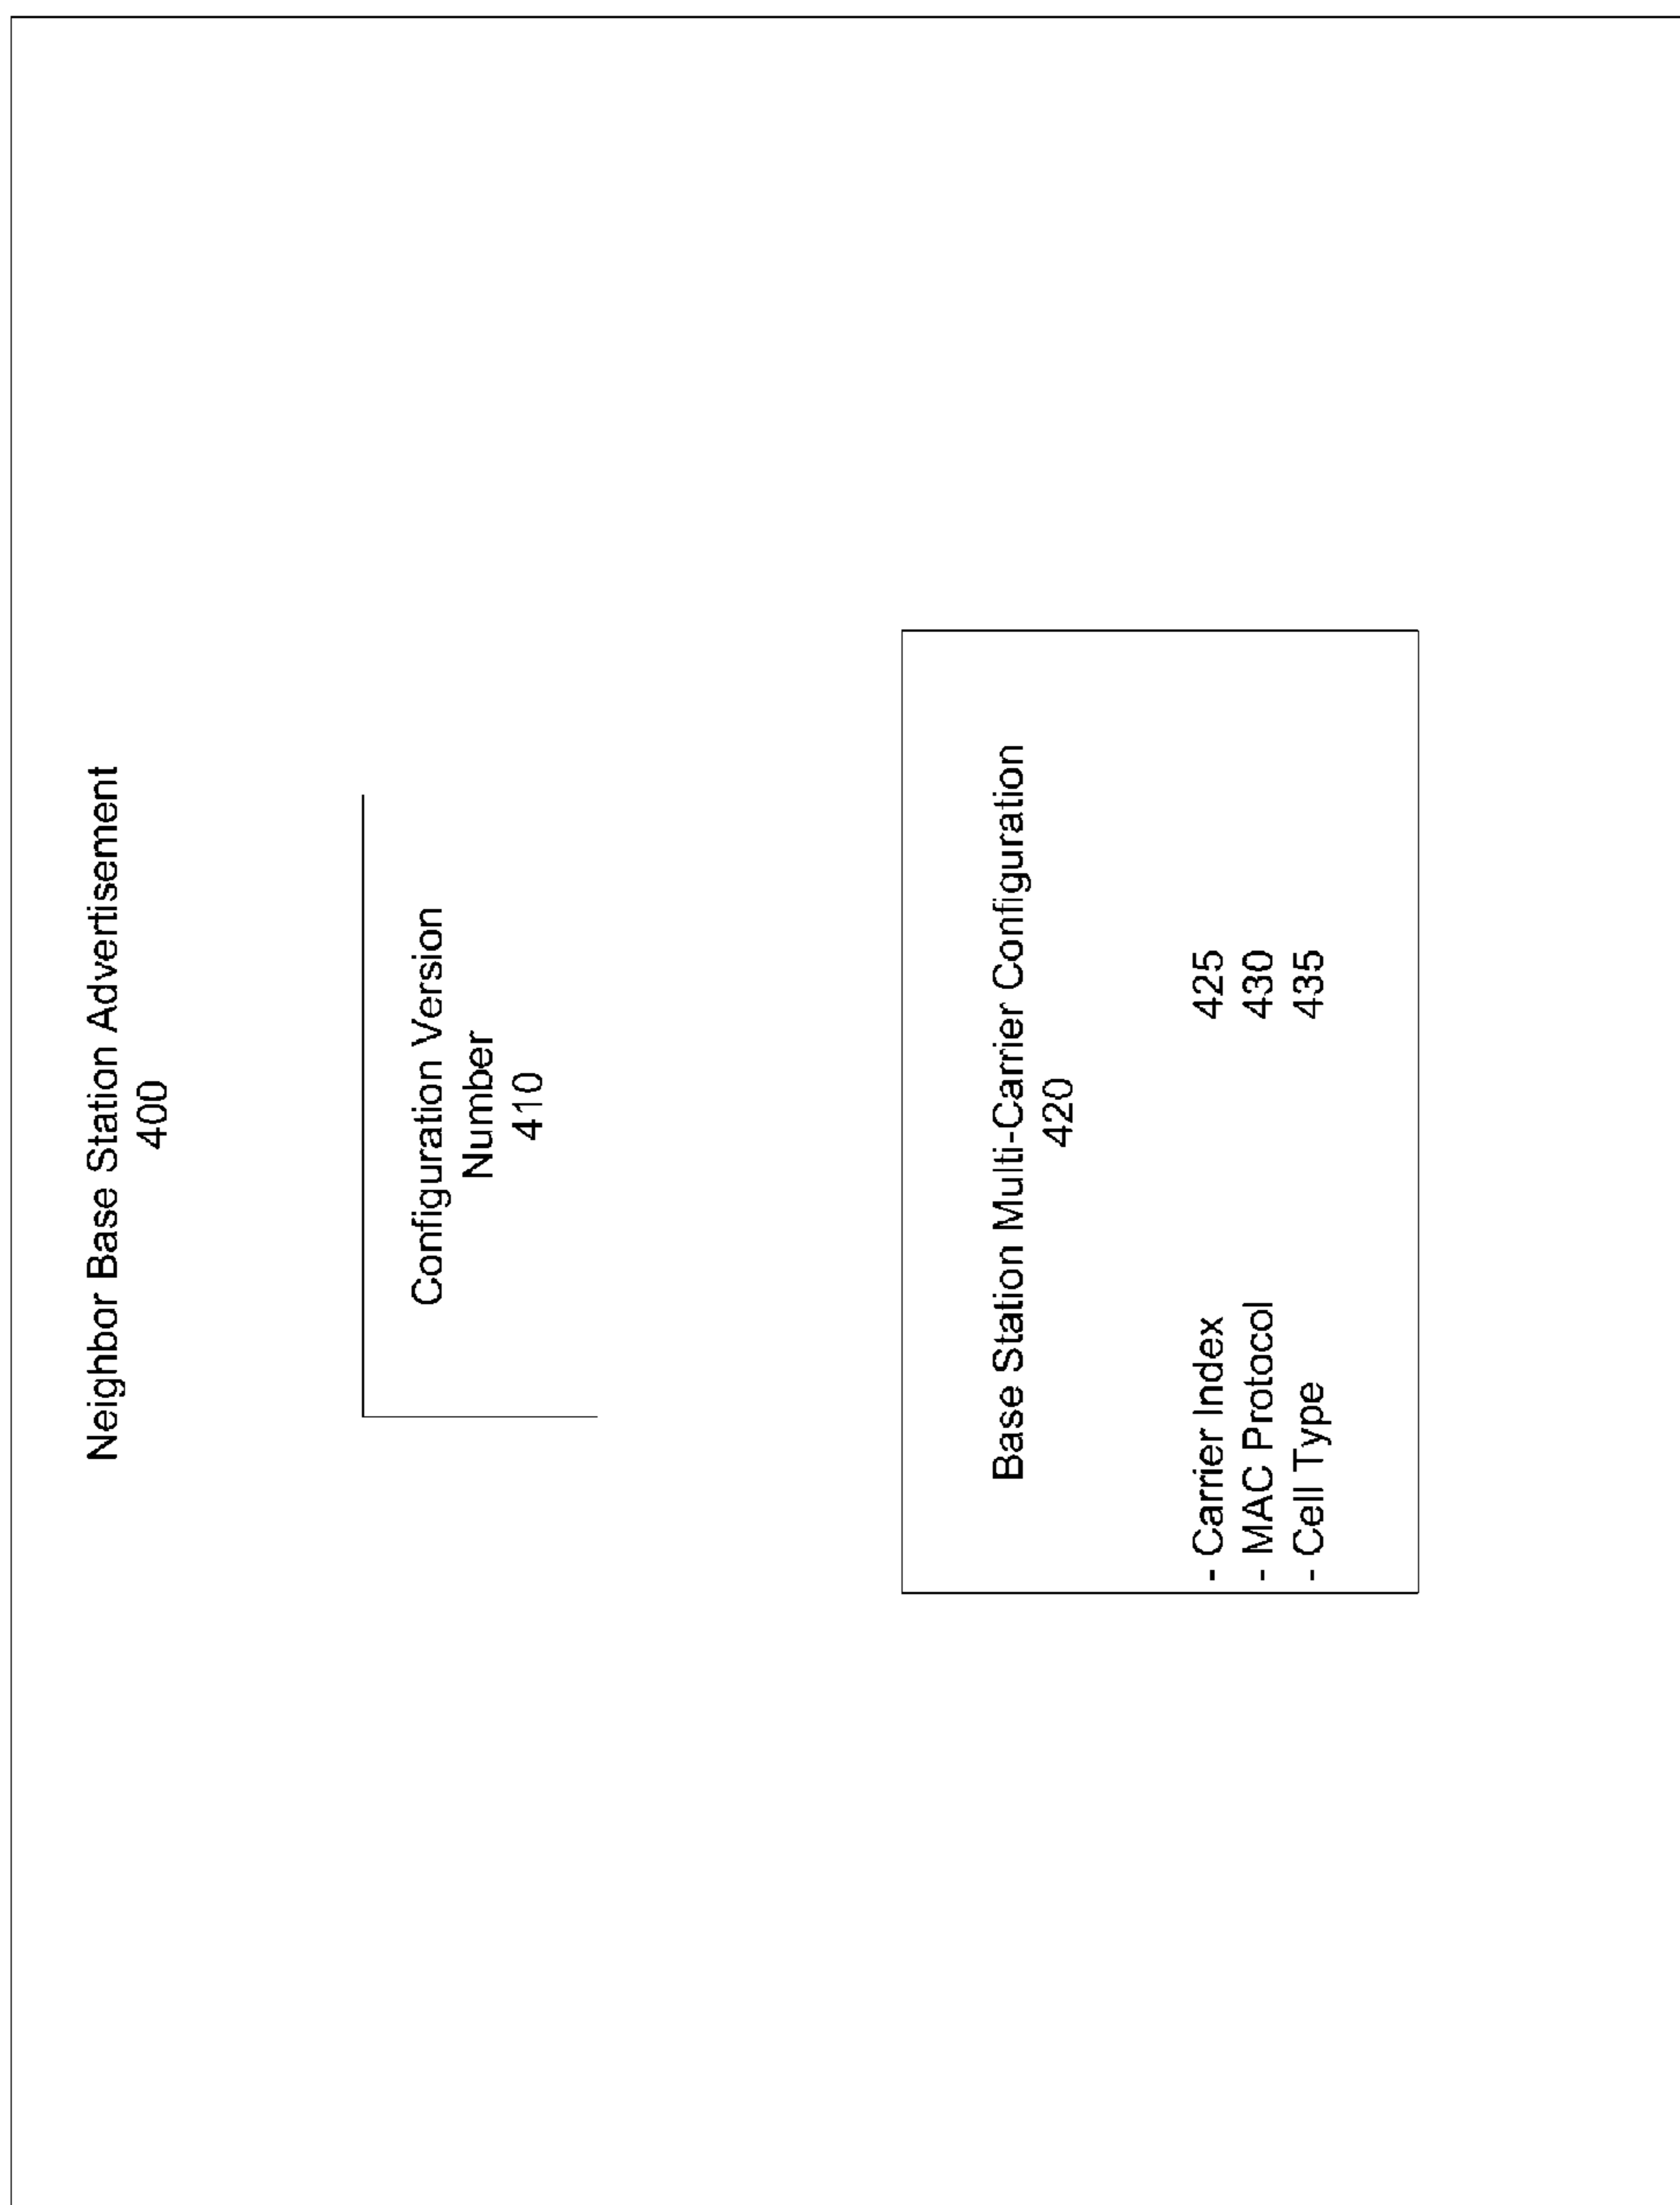 Neighbor Base Station Advertisement
400
Configuration Version
Number
410
Base Station Multi-Carrier Configuration
420
- Carrier Index 425
- MAC Protocol 430
- Cell Type 435